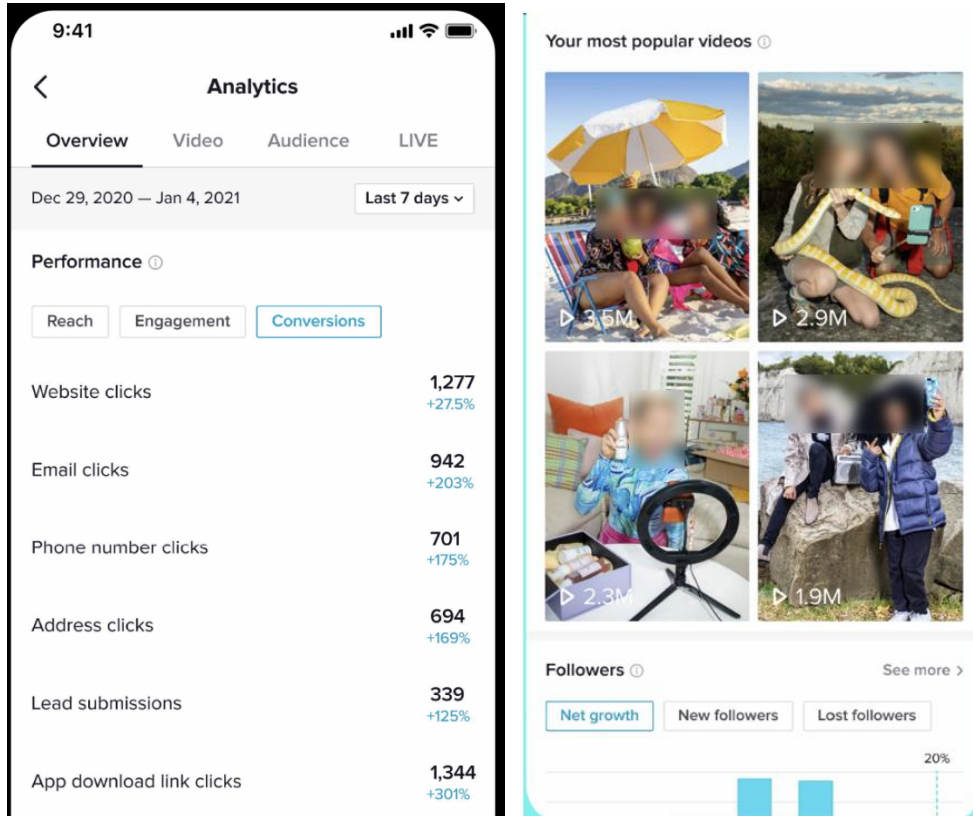 9:41
Analytics
Overview Video Audience LIVE
Dec 29, 2020 — Jan 4, 2021 Last 7 days
Performance
Reach Engagement Conversions
Website clicks 1,277
+27.5%
Email clicks 942
+203%
Phone number clicks 701
+175%
Address clicks 694
+169%
Lead submissions 339
+125%
App download link clicks 1,344
+301%
Your most popular videos
3.5M 2.9M
2.3M 1.9M
Followers See more
Net growth New followers Lost followers
20%